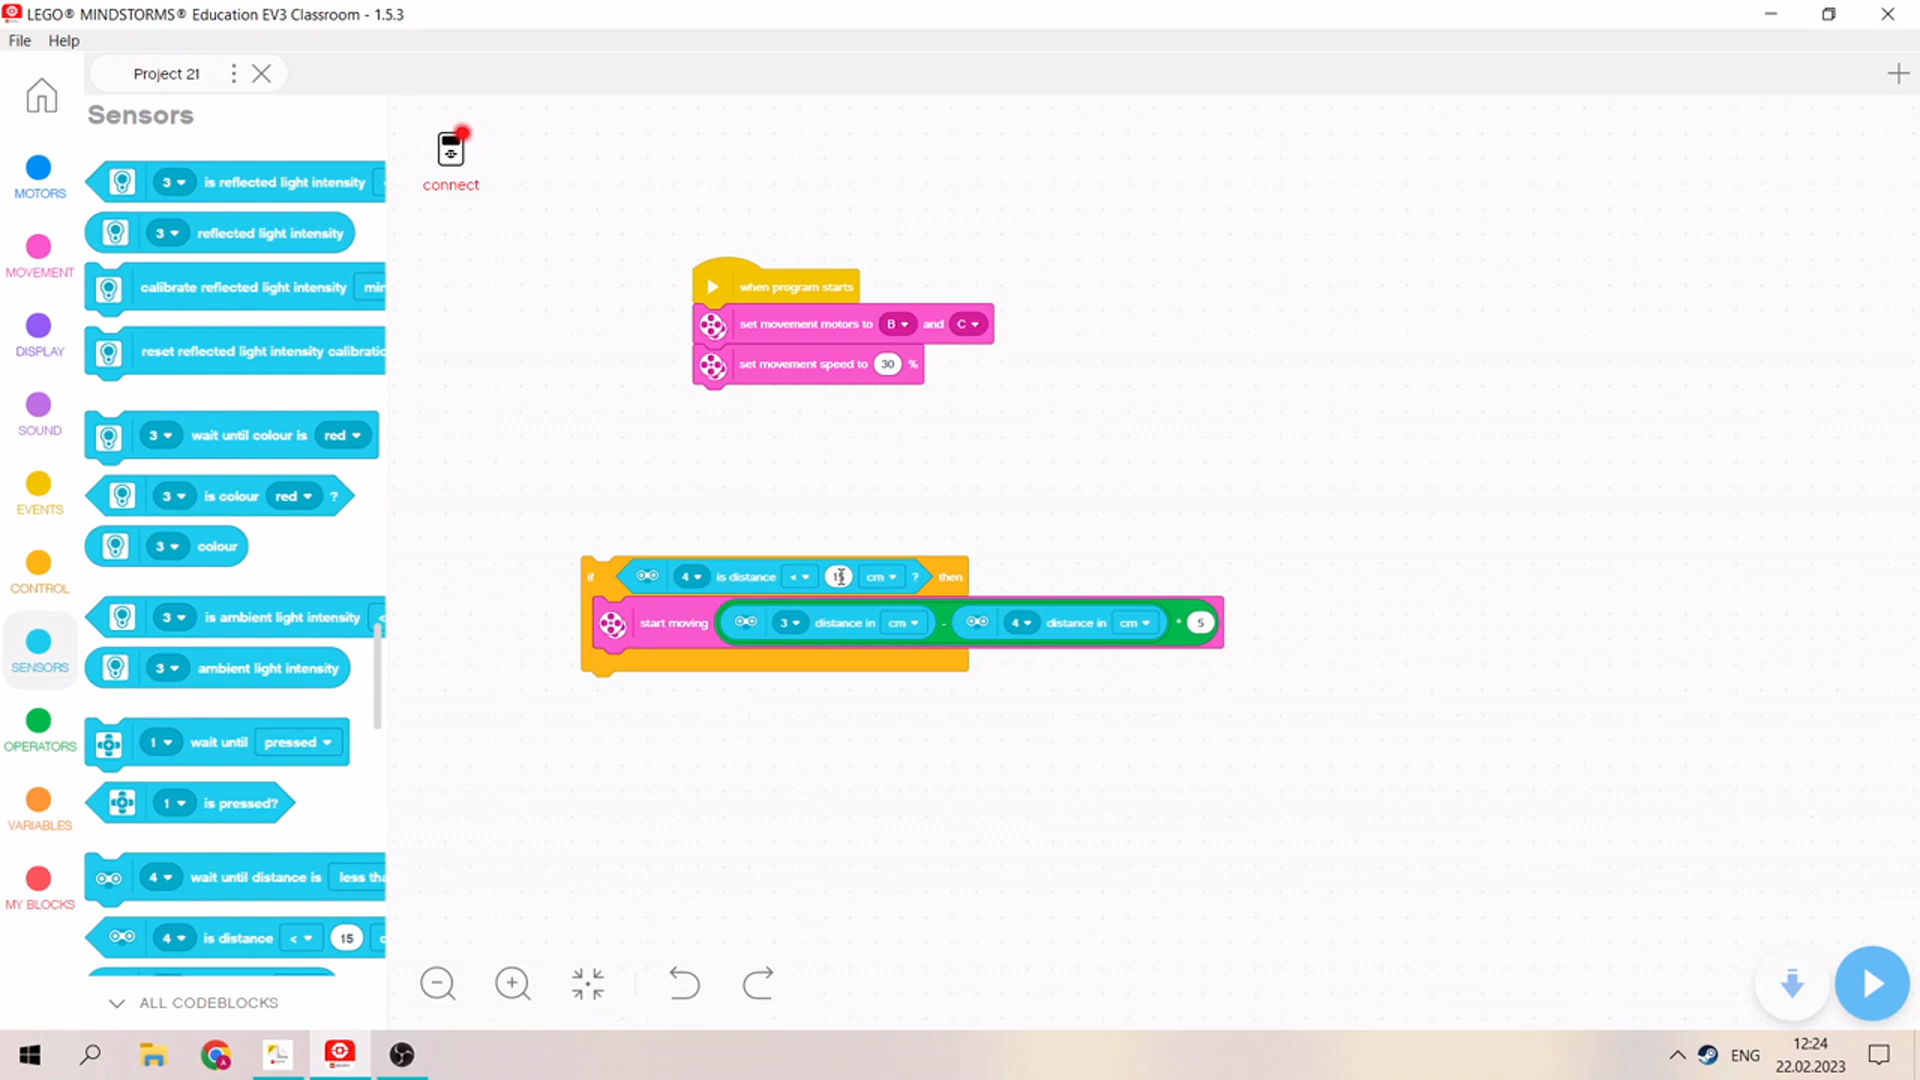 LEGO® MINDSTORMS® Education EV3 Classroom - 1.5.3
File Help
Project 21
Sensors
connect
MOTORS
MOVEMENT
DISPLAY
SOUND
EVENTS
CONTROL
SENSORS
OPERATORS
VARIABLES
MY BLOCKS
3 is reflected light intensity
3 reflected light intensity
calibrate reflected light intensity
reset reflected light intensity
3 wait until colour is red
3 is colour red ?
3 colour
3 is ambient light intensity <
3 ambient light intensity
1 wait until pressed
1 is pressed?
4 wait until distance is less
4 is distance < 15
ALL CODEBLOCKS
when program starts
set movement motors to B and C
set movement speed to 30 %
if 4 is distance < cm ? then
start moving 3 distance in cm - 4 distance in cm * 5
ENG
12:24
22.02.2023